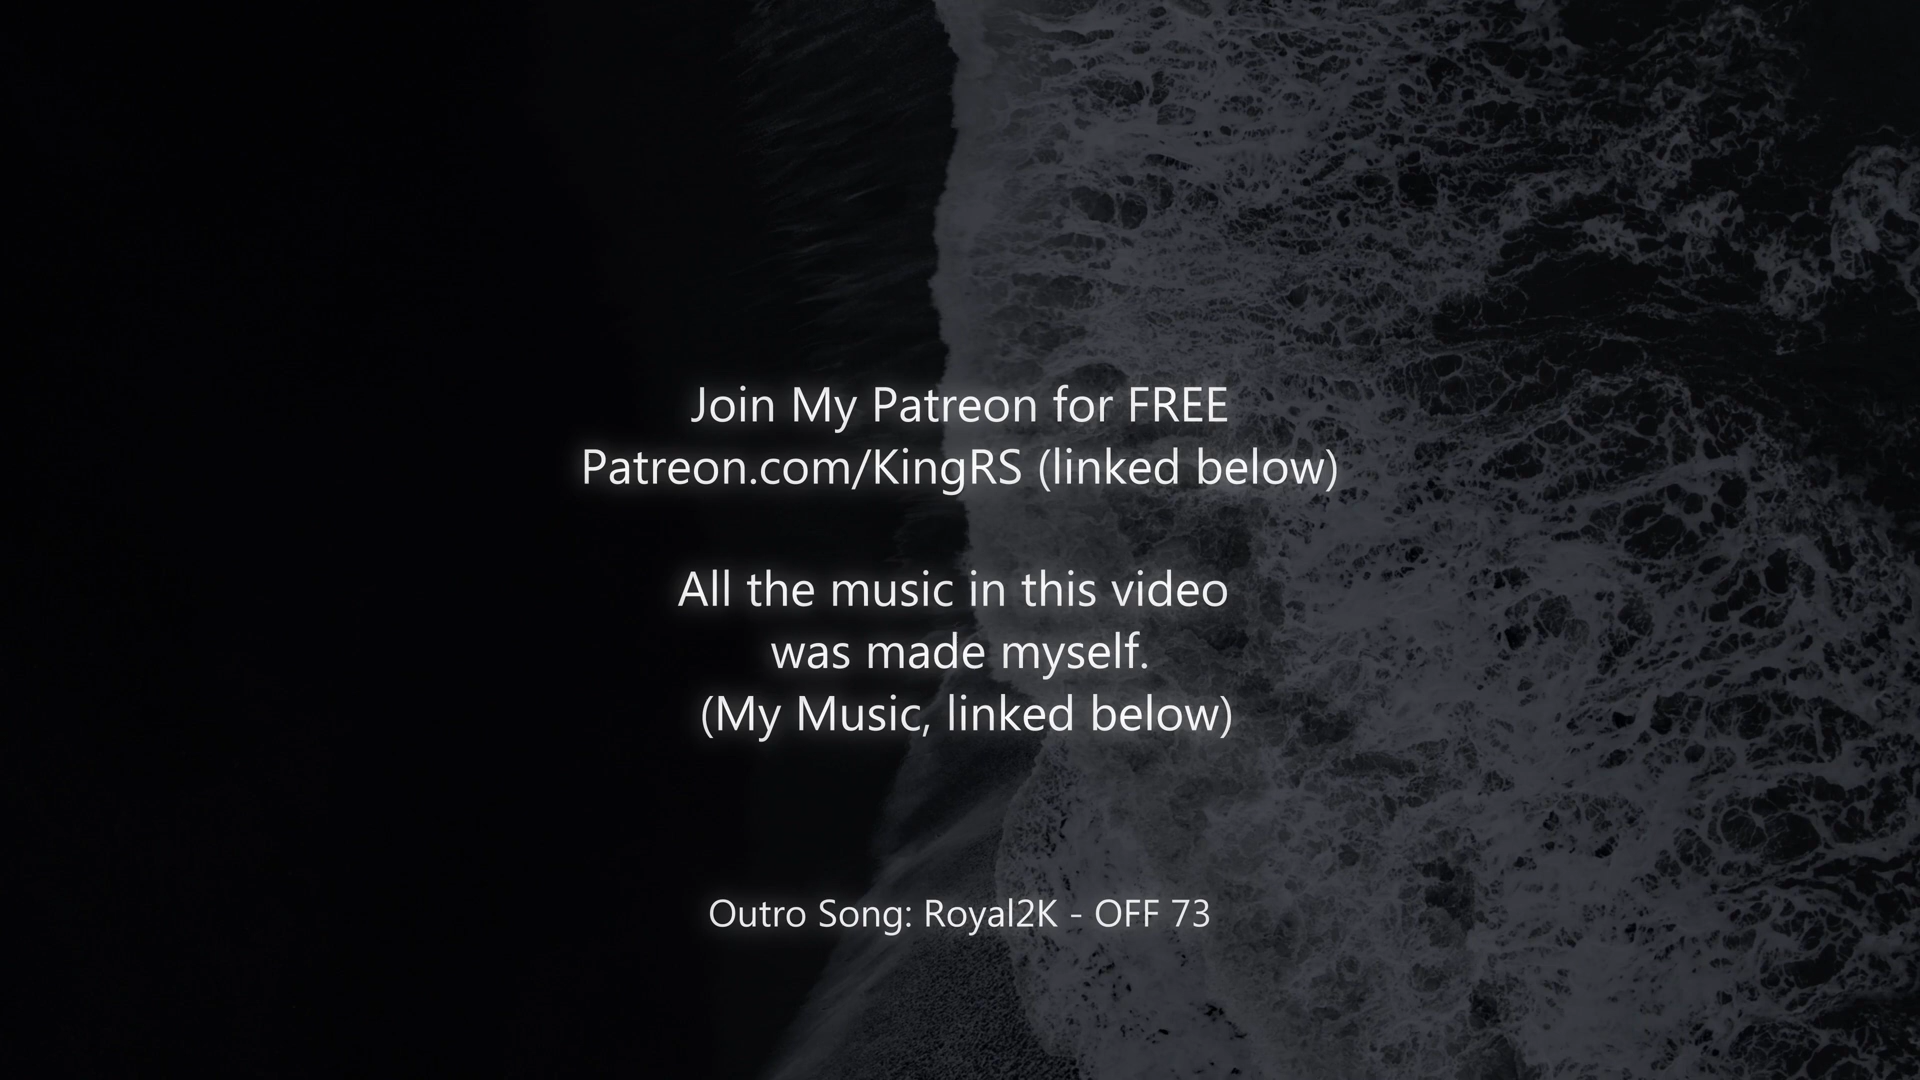 Join My Patreon for FREE
Patreon.com/KingRS (linked below)
All the music in this video
was made myself.
(My Music, linked below)
Outro Song: Royal2K - OFF 73